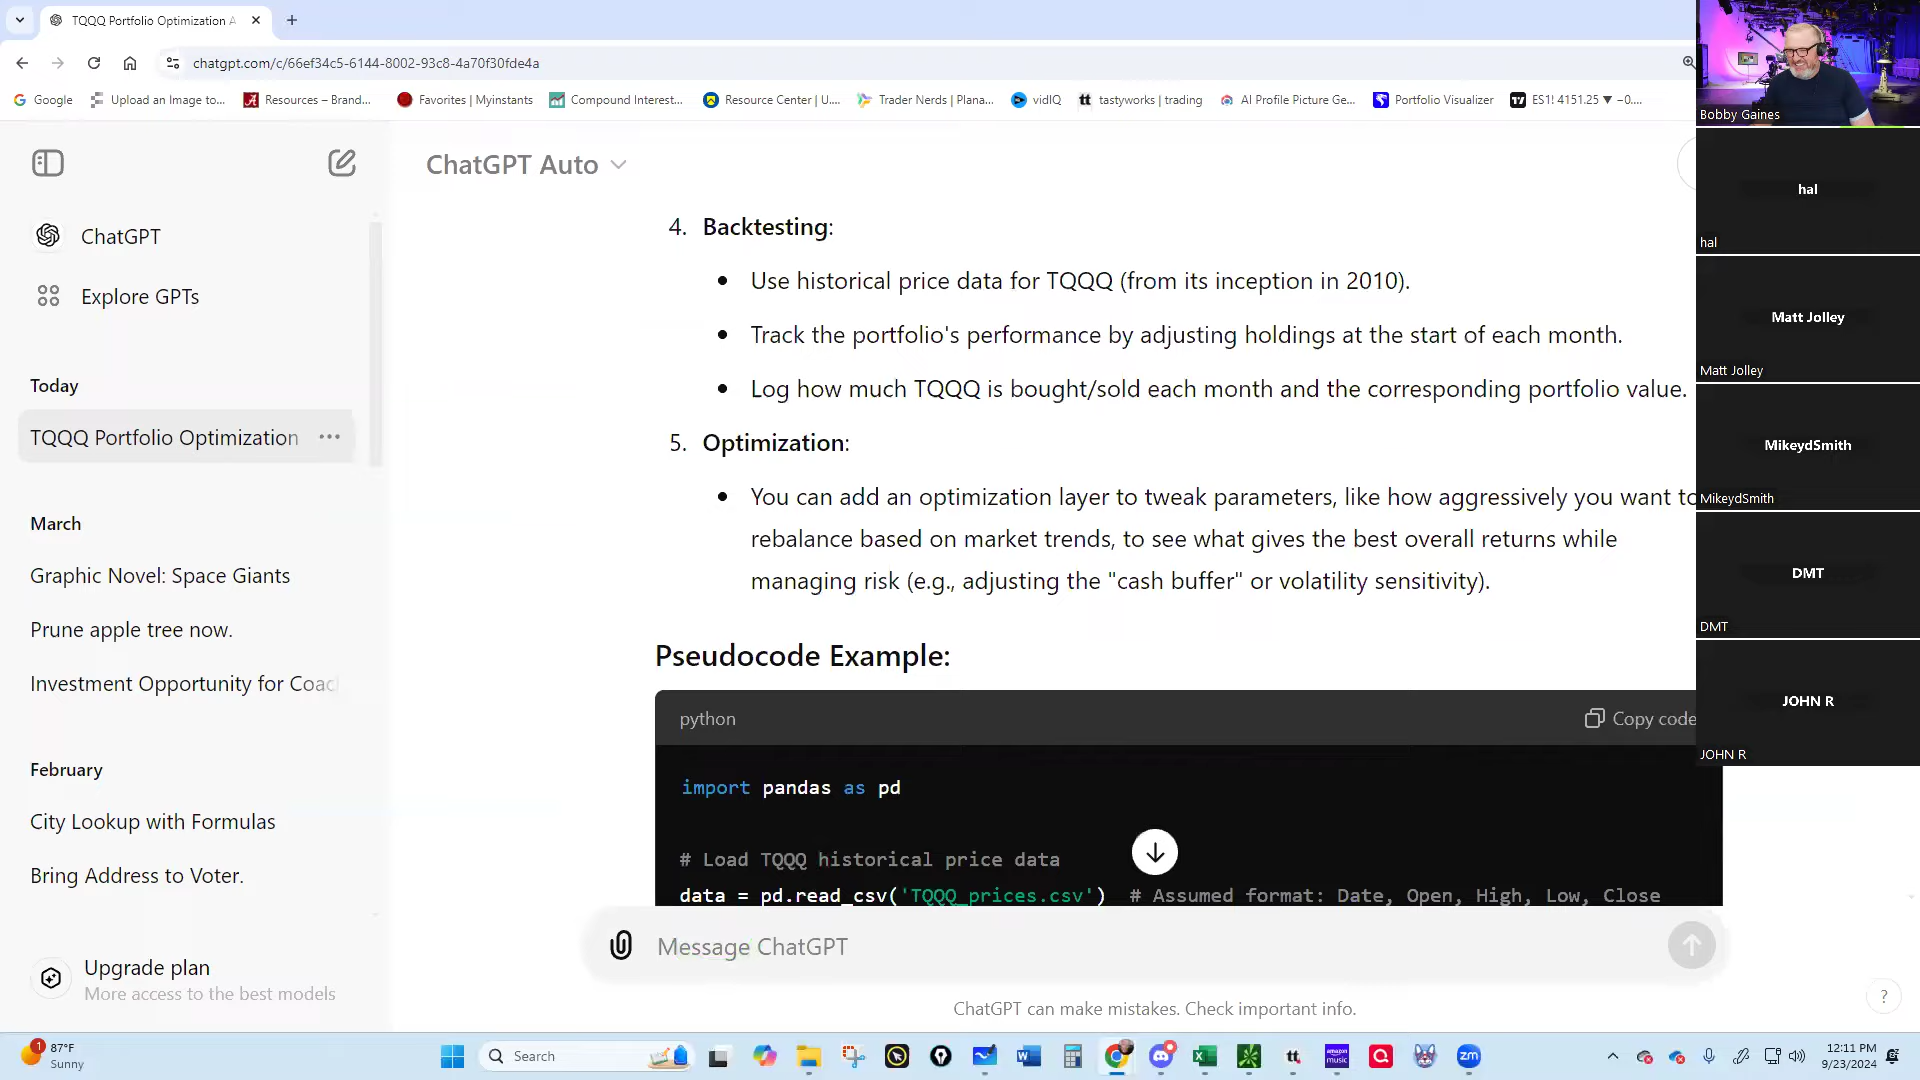 TQQQ Portfolio Optimization A
chatgpt.com/c/66ef34c5-6144-8002-93c8-4a70f30fde4a
Google
Upload an Image to...
Resources – Brand...
Favorites | Myinstants
Compound Interest...
Resource Center | U....
Trader Nerds | Plana...
vidIQ
tastyworks | trading
AI Profile Picture Ge...
Portfolio Visualizer
ES1! 4151.25 ▼ −0....
ChatGPT
Explore GPTs
Today
TQQQ Portfolio Optimization
March
Graphic Novel: Space Giants
Prune apple tree now.
Investment Opportunity for Coac
February
City Lookup with Formulas
Bring Address to Voter.
Upgrade plan
More access to the best models
ChatGPT Auto
4. Backtesting:
• Use historical price data for TQQQ (from its inception in 2010).
• Track the portfolio's performance by adjusting holdings at the start of each month.
• Log how much TQQQ is bought/sold each month and the corresponding portfolio value.
5. Optimization:
• You can add an optimization layer to tweak parameters, like how aggressively you want to
rebalance based on market trends, to see what gives the best overall returns while
managing risk (e.g., adjusting the "cash buffer" or volatility sensitivity).
Pseudocode Example:
python
Copy code
import pandas as pd
# Load TQQQ historical price data
data = pd.read_csv('TQQQ_prices.csv') # Assumed format: Date, Open, High, Low, Close
Message ChatGPT
ChatGPT can make mistakes. Check important info.
?
Bobby Gaines
hal
hal
Matt Jolley
Matt Jolley
MikeydSmith
MikeydSmith
DMT
DMT
JOHN R
JOHN R
1
87°F
Sunny
Search
tt
amazon music
zm
12:11 PM
9/23/2024